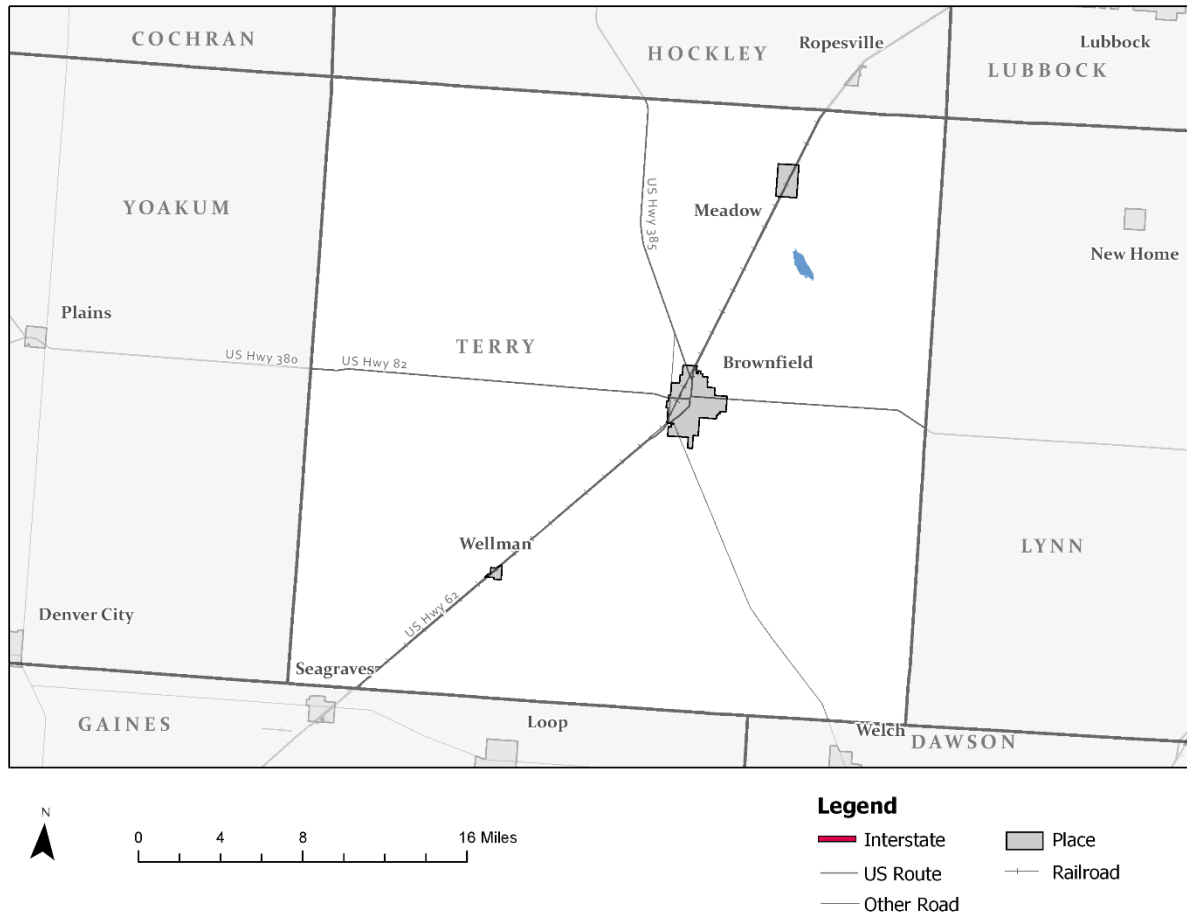 COCHRAN
HOCKLEY
Ropesville
Lubbock
LUBBOCK
YOAKUM
US Hwy 385
Meadow
New Home
Plains
TERRY
Brownfield
US Hwy 380
US Hwy 82
Wellman
LYNN
Denver City
US Hwy 62
Seagraves
GAINES
Loop
Welch
DAWSON
N
0 4 8 16 Miles
Legend
Interstate
Place
US Route
Railroad
Other Road